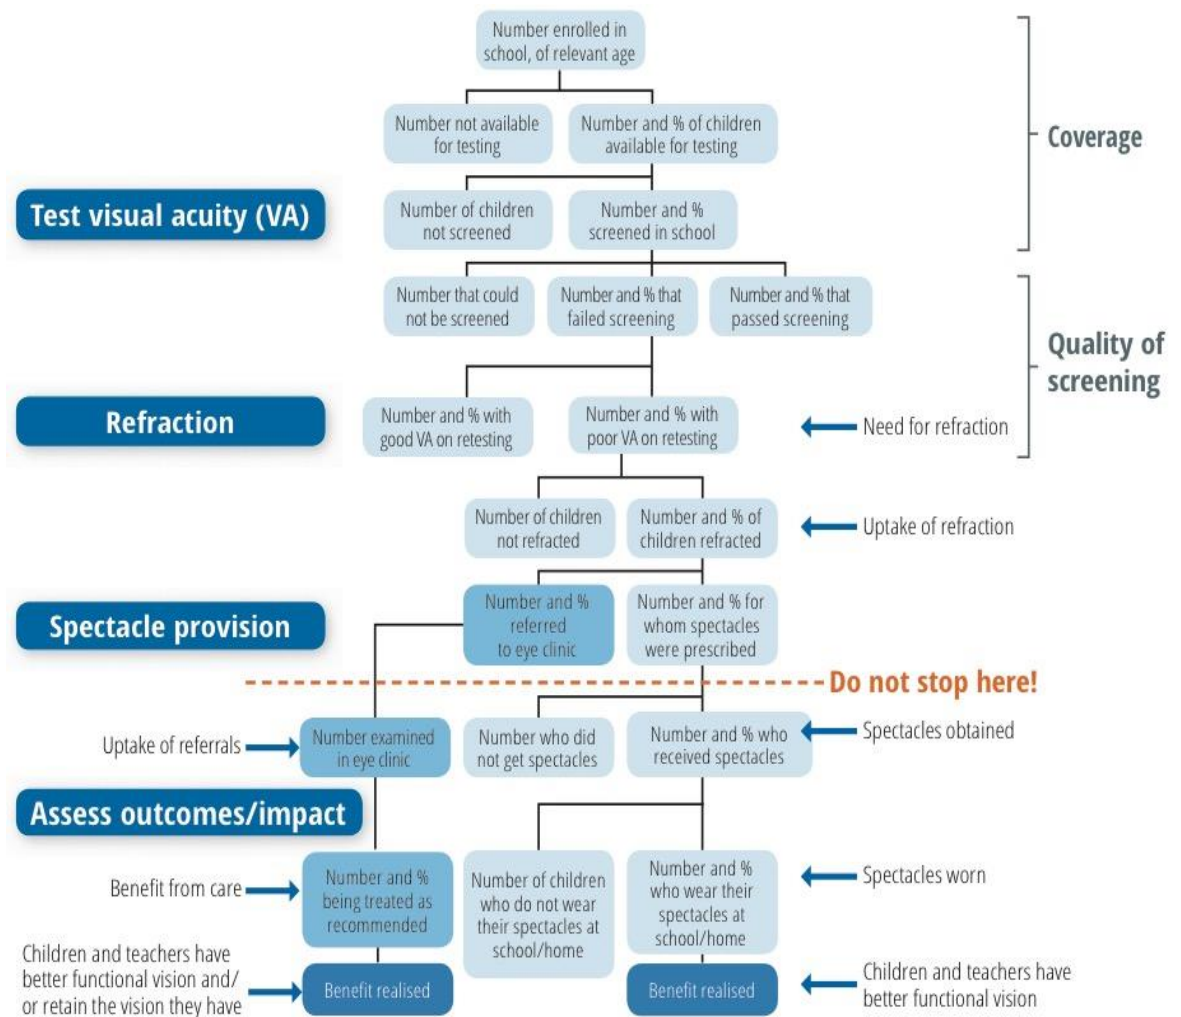 Number enrolled in
school, of relevant age
Number not available
for testing
Number and % of children
available for testing
Coverage
Test visual acuity (VA)
Number of children
not screened
Number and %
screened in school
Number that could
not be screened
Number and % that
failed screening
Number and % that
passed screening
Quality of
screening
Refraction
Number and % with
good VA on retesting
Number and % with
poor VA on retesting
Need for refraction
Number of children
not refracted
Number and % of
children refracted
Uptake of refraction
Spectacle provision
Number and %
referred
to eye clinic
Number and % for
whom spectacles
were prescribed
Do not stop here!
Uptake of referrals
Number examined
in eye clinic
Number who did
not get spectacles
Number and % who
received spectacles
Spectacles obtained
Assess outcomes/impact
Benefit from care
Number and %
being treated as
recommended
Number of children
who do not wear
their spectacles at
school/home
Number and %
who wear their
spectacles at
school/home
Spectacles worn
Children and teachers have
better functional vision and/
or retain the vision they have
Benefit realised
Benefit realised
Children and teachers have
better functional vision